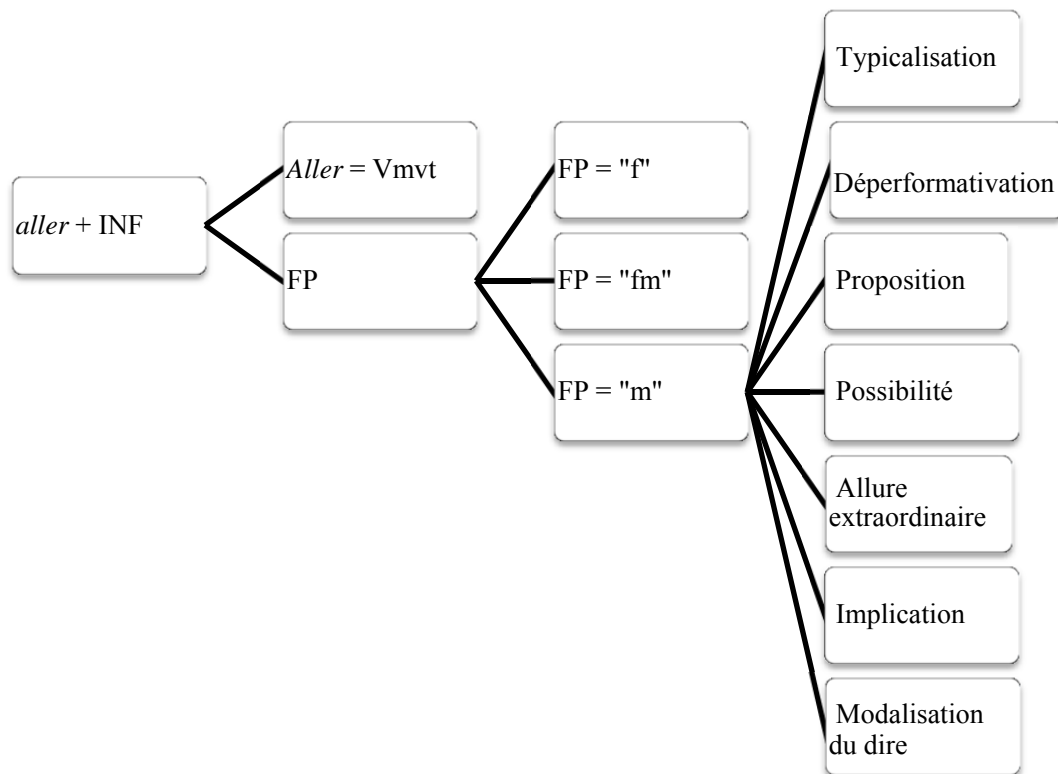 aller + INF
Aller = Vmvt
FP
FP = "f"
FP = "fm"
FP = "m"
Typicalisation
Déperformativation
Proposition
Possibilité
Allure
extraordinaire
Implication
Modalisation
du dire